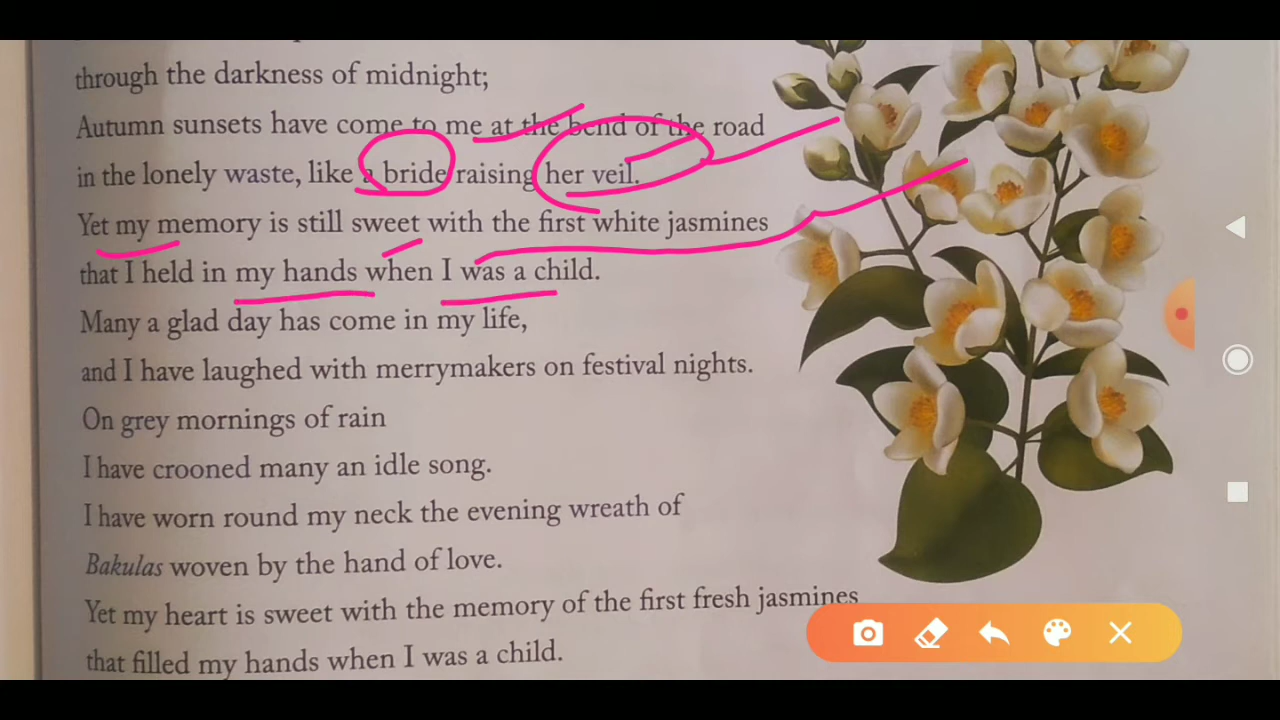 through the darkness of midnight;
Autumn sunsets have come to me at the bend of the road
in the lonely waste, like a bride raising her veil.
Yet my memory is still sweet with the first white jasmines
that I held in my hands when I was a child.
Many a glad day has come in my life,
and I have laughed with merrymakers on festival nights.
On grey mornings of rain
I have crooned many an idle song.
I have worn round my neck the evening wreath of
Bakulas woven by the hand of love.
Yet my heart is sweet with the memory of the first fresh jasmines
that filled my hands when I was a child.